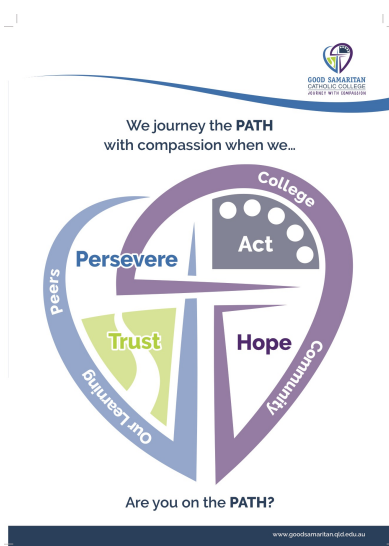 GOOD SAMARITAN
CATHOLIC COLLEGE
JOURNEY WITH COMPASSION
We journey the PATH
with compassion when we...
College
Act
Persevere
Peers
Trust
Hope
Our Learning
Community
Are you on the PATH?
www.goodsamaritan.qld.edu.au